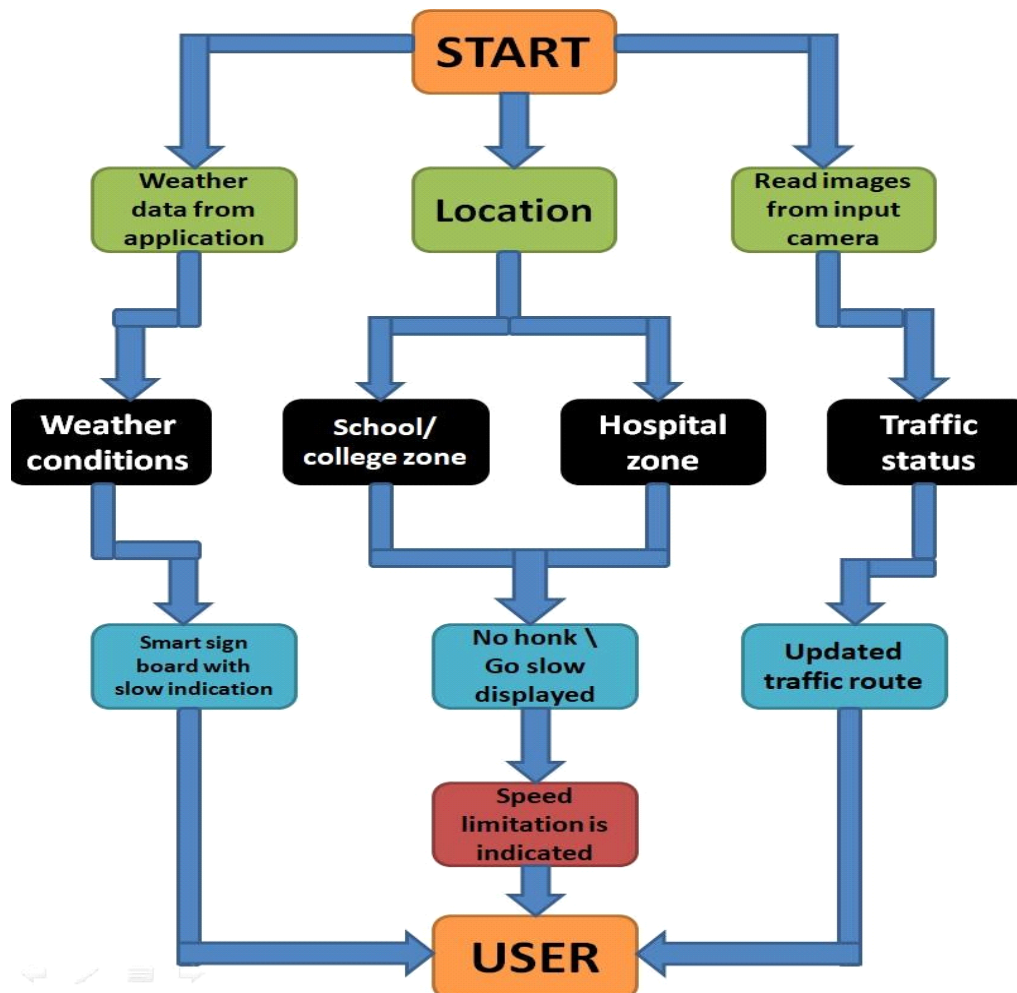 START
Weather
data from
application
Location
Read images
from input
camera
Weather
conditions
School/
college zone
Hospital
zone
Traffic
status
Smart sign
board with
slow indication
No honk \
Go slow
displayed
Updated
traffic route
Speed
limitation is
indicated
USER